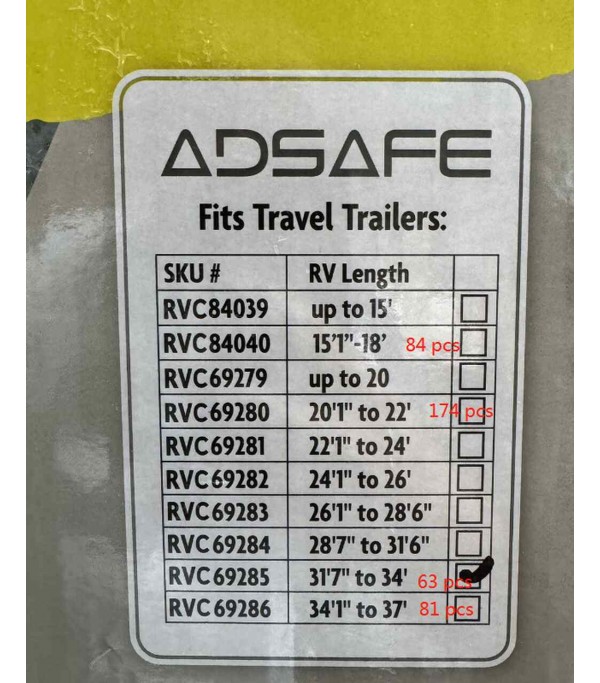 ADSAFE
Fits Travel Trailers:
SKU # RV Length
RVC84039 up to 15'
RVC84040 15'1"-18' 84 pcs
RVC69279 up to 20
RVC69280 20'1" to 22' 174 pcs
RVC69281 22'1" to 24'
RVC69282 24'1" to 26'
RVC69283 26'1" to 28'6"
RVC69284 28'7" to 31'6"
RVC69285 31'7" to 34' 63 pcs
RVC69286 34'1" to 37' 81 pcs